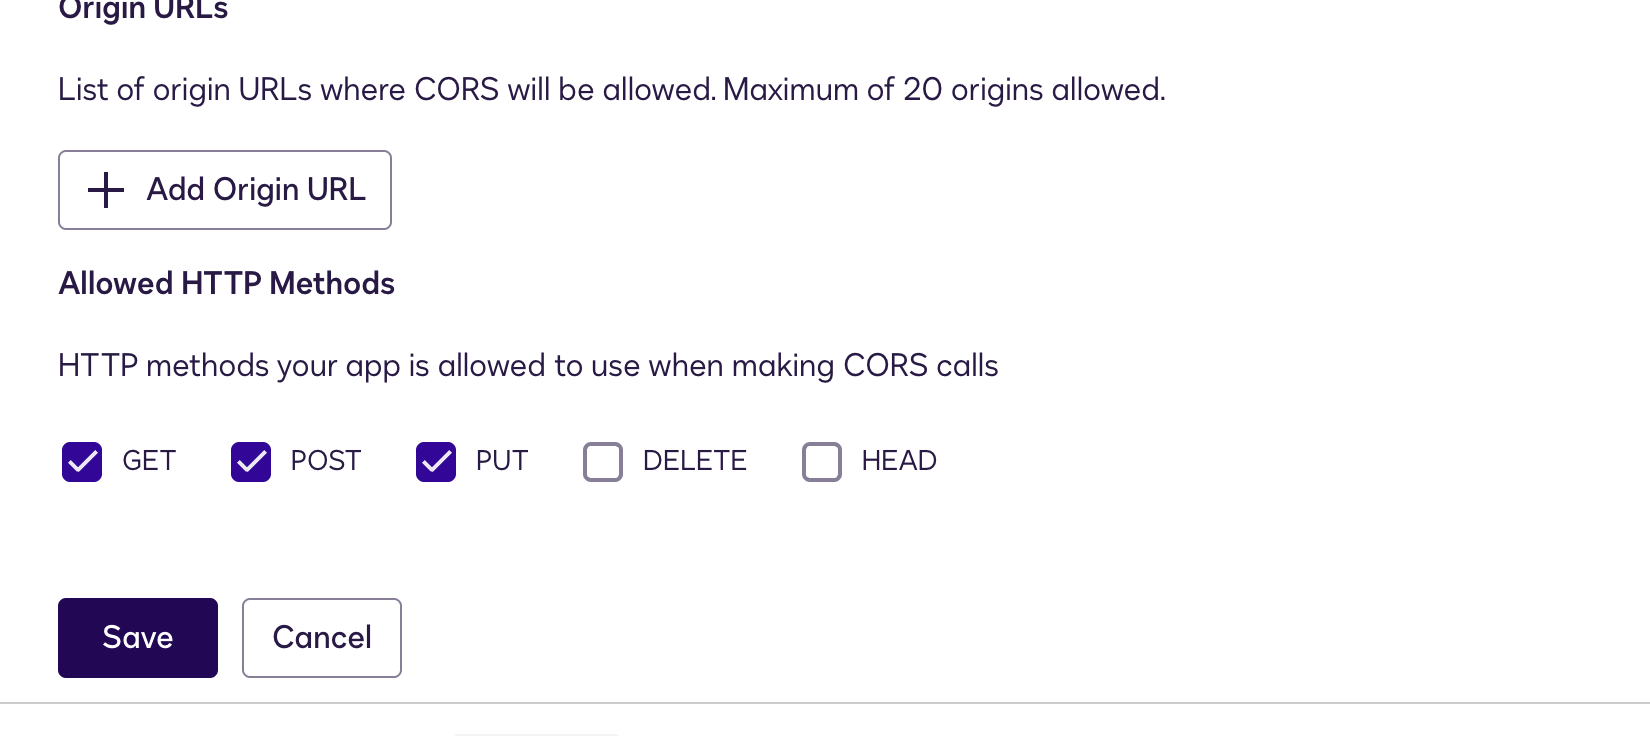 Origin URLs
List of origin URLs where CORS will be allowed. Maximum of 20 origins allowed.
Add Origin URL
Allowed HTTP Methods
HTTP methods your app is allowed to use when making CORS calls
GET POST PUT DELETE HEAD
Save Cancel